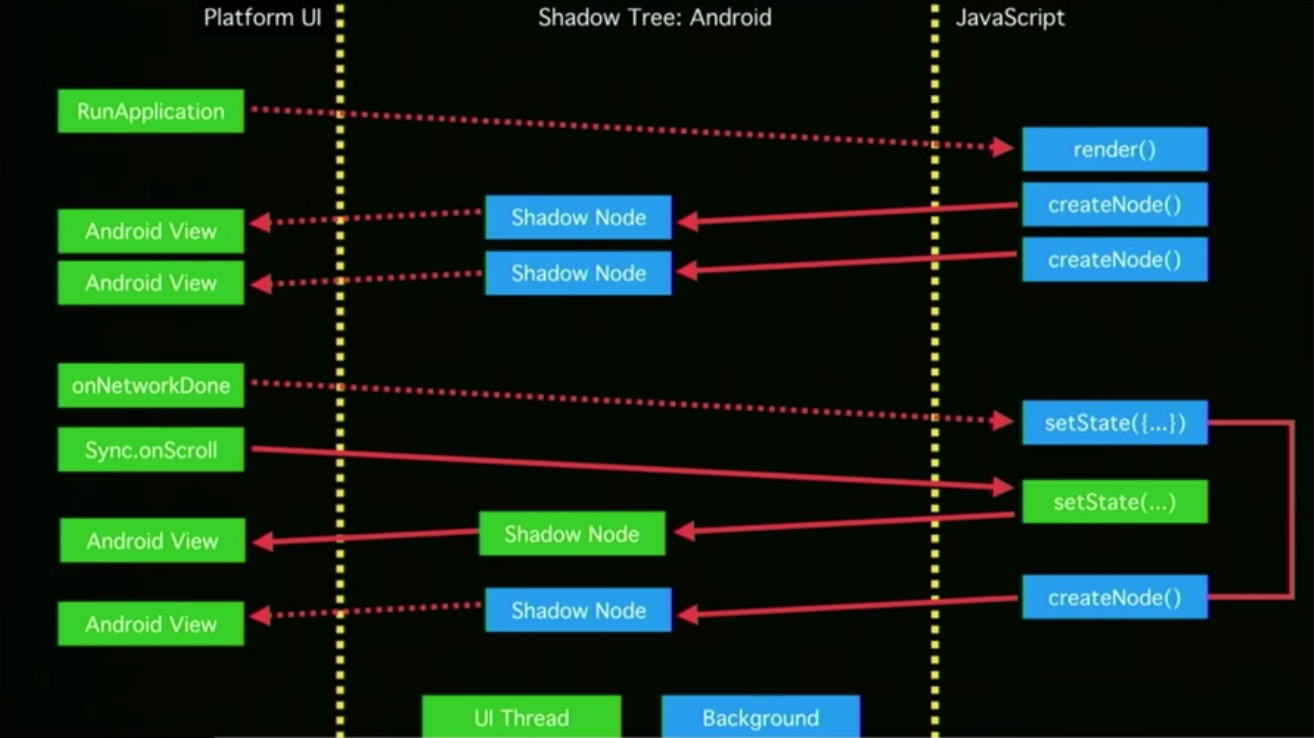 Platform UI
Shadow Tree: Android
JavaScript
RunApplication
render()
Shadow Node
createNode()
Android View
Shadow Node
createNode()
Android View
onNetworkDone
setState({...})
Sync.onScroll
setState(...)
Android View
Shadow Node
Android View
Shadow Node
createNode()
UI Thread
Background